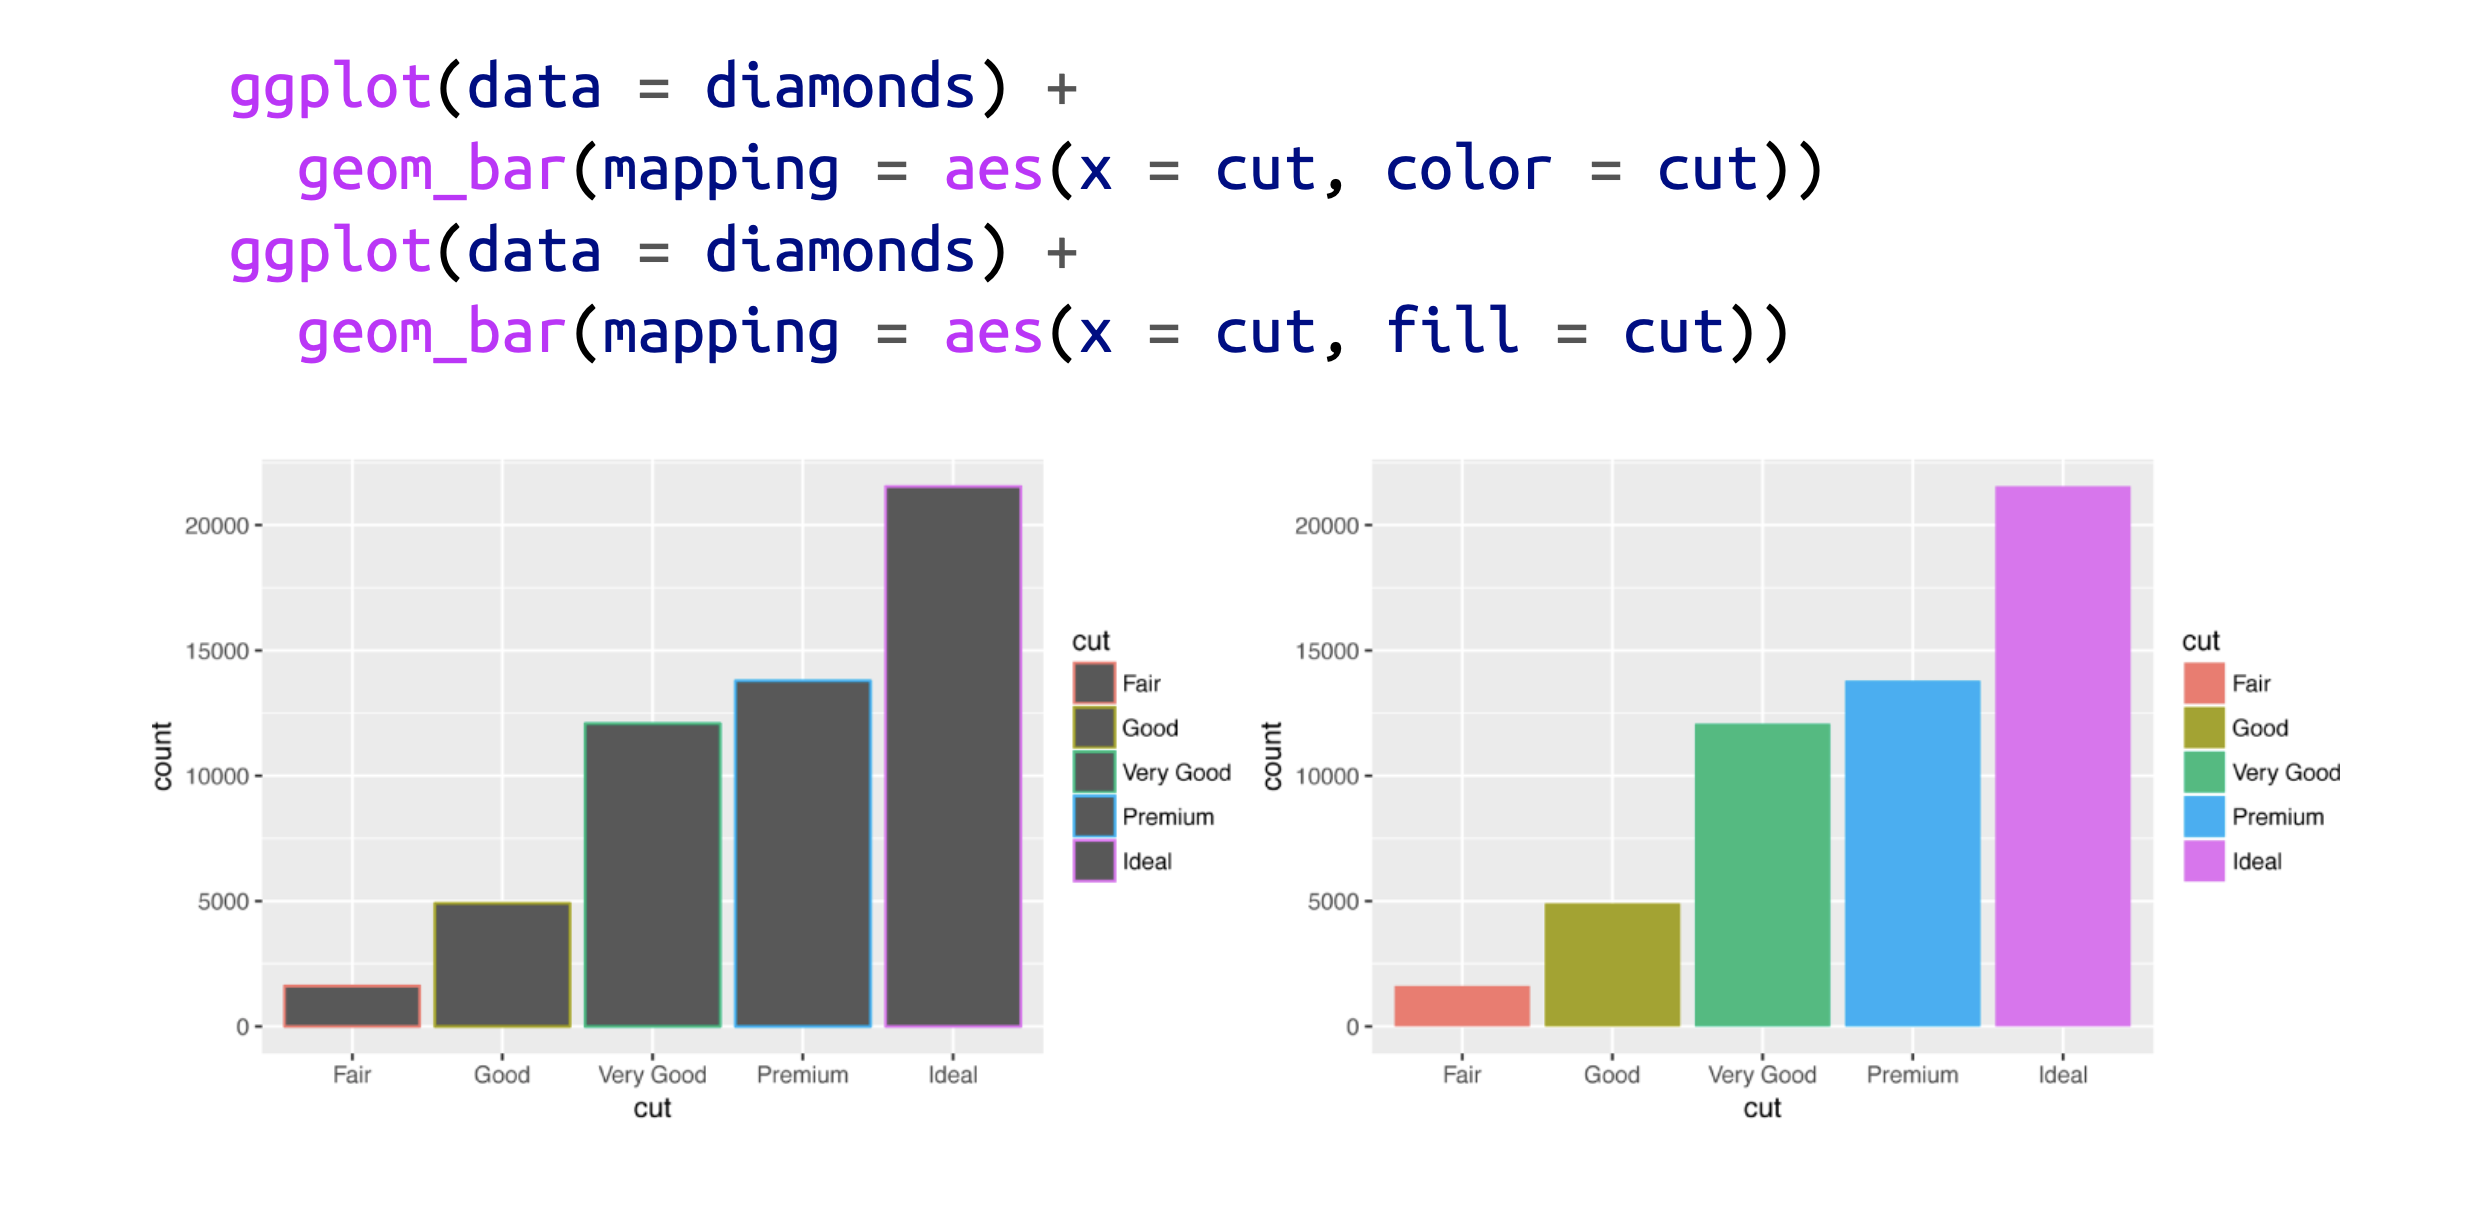 ggplot(data = diamonds) +
  geom_bar(mapping = aes(x = cut, color = cut))
ggplot(data = diamonds) +
  geom_bar(mapping = aes(x = cut, fill = cut))
20000
15000
10000
5000
0
count
Fair Good Very Good Premium Ideal
cut
cut
Fair
Good
Very Good
Premium
Ideal
20000
15000
10000
5000
0
count
Fair Good Very Good Premium Ideal
cut
cut
Fair
Good
Very Good
Premium
Ideal